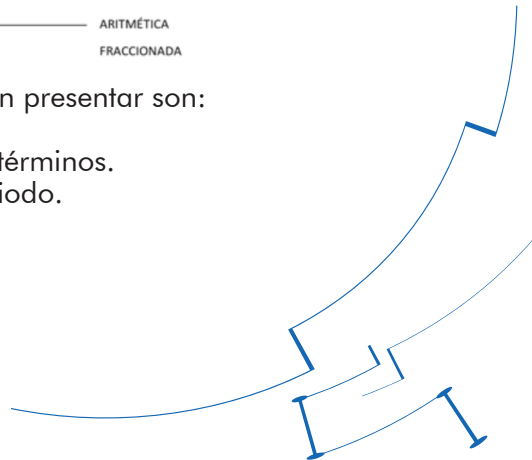 ARITMÉTICA
FRACCIONADA
n presentar son:
términos.
iodo.